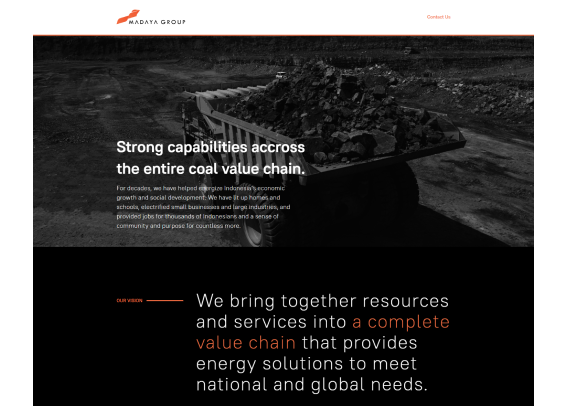 MADAYA GROUP
Contact Us
Strong capabilities accross
the entire coal value chain.
For decades, we have helped energize Indonesia's economic
growth and social development. We have lit up homes and
schools, electrified small businesses and large industries, and
provided jobs for thousands of Indonesians and a sense of
community and purpose for countless more.
OUR VISION
We bring together resources
and services into a complete
value chain that provides
energy solutions to meet
national and global needs.